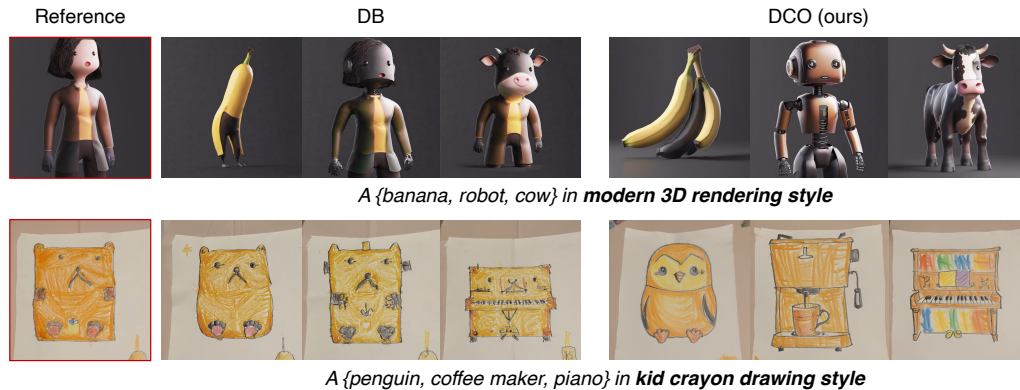 Reference DB DCO (ours)
A {banana, robot, cow} in modern 3D rendering style
A {penguin, coffee maker, piano} in kid crayon drawing style